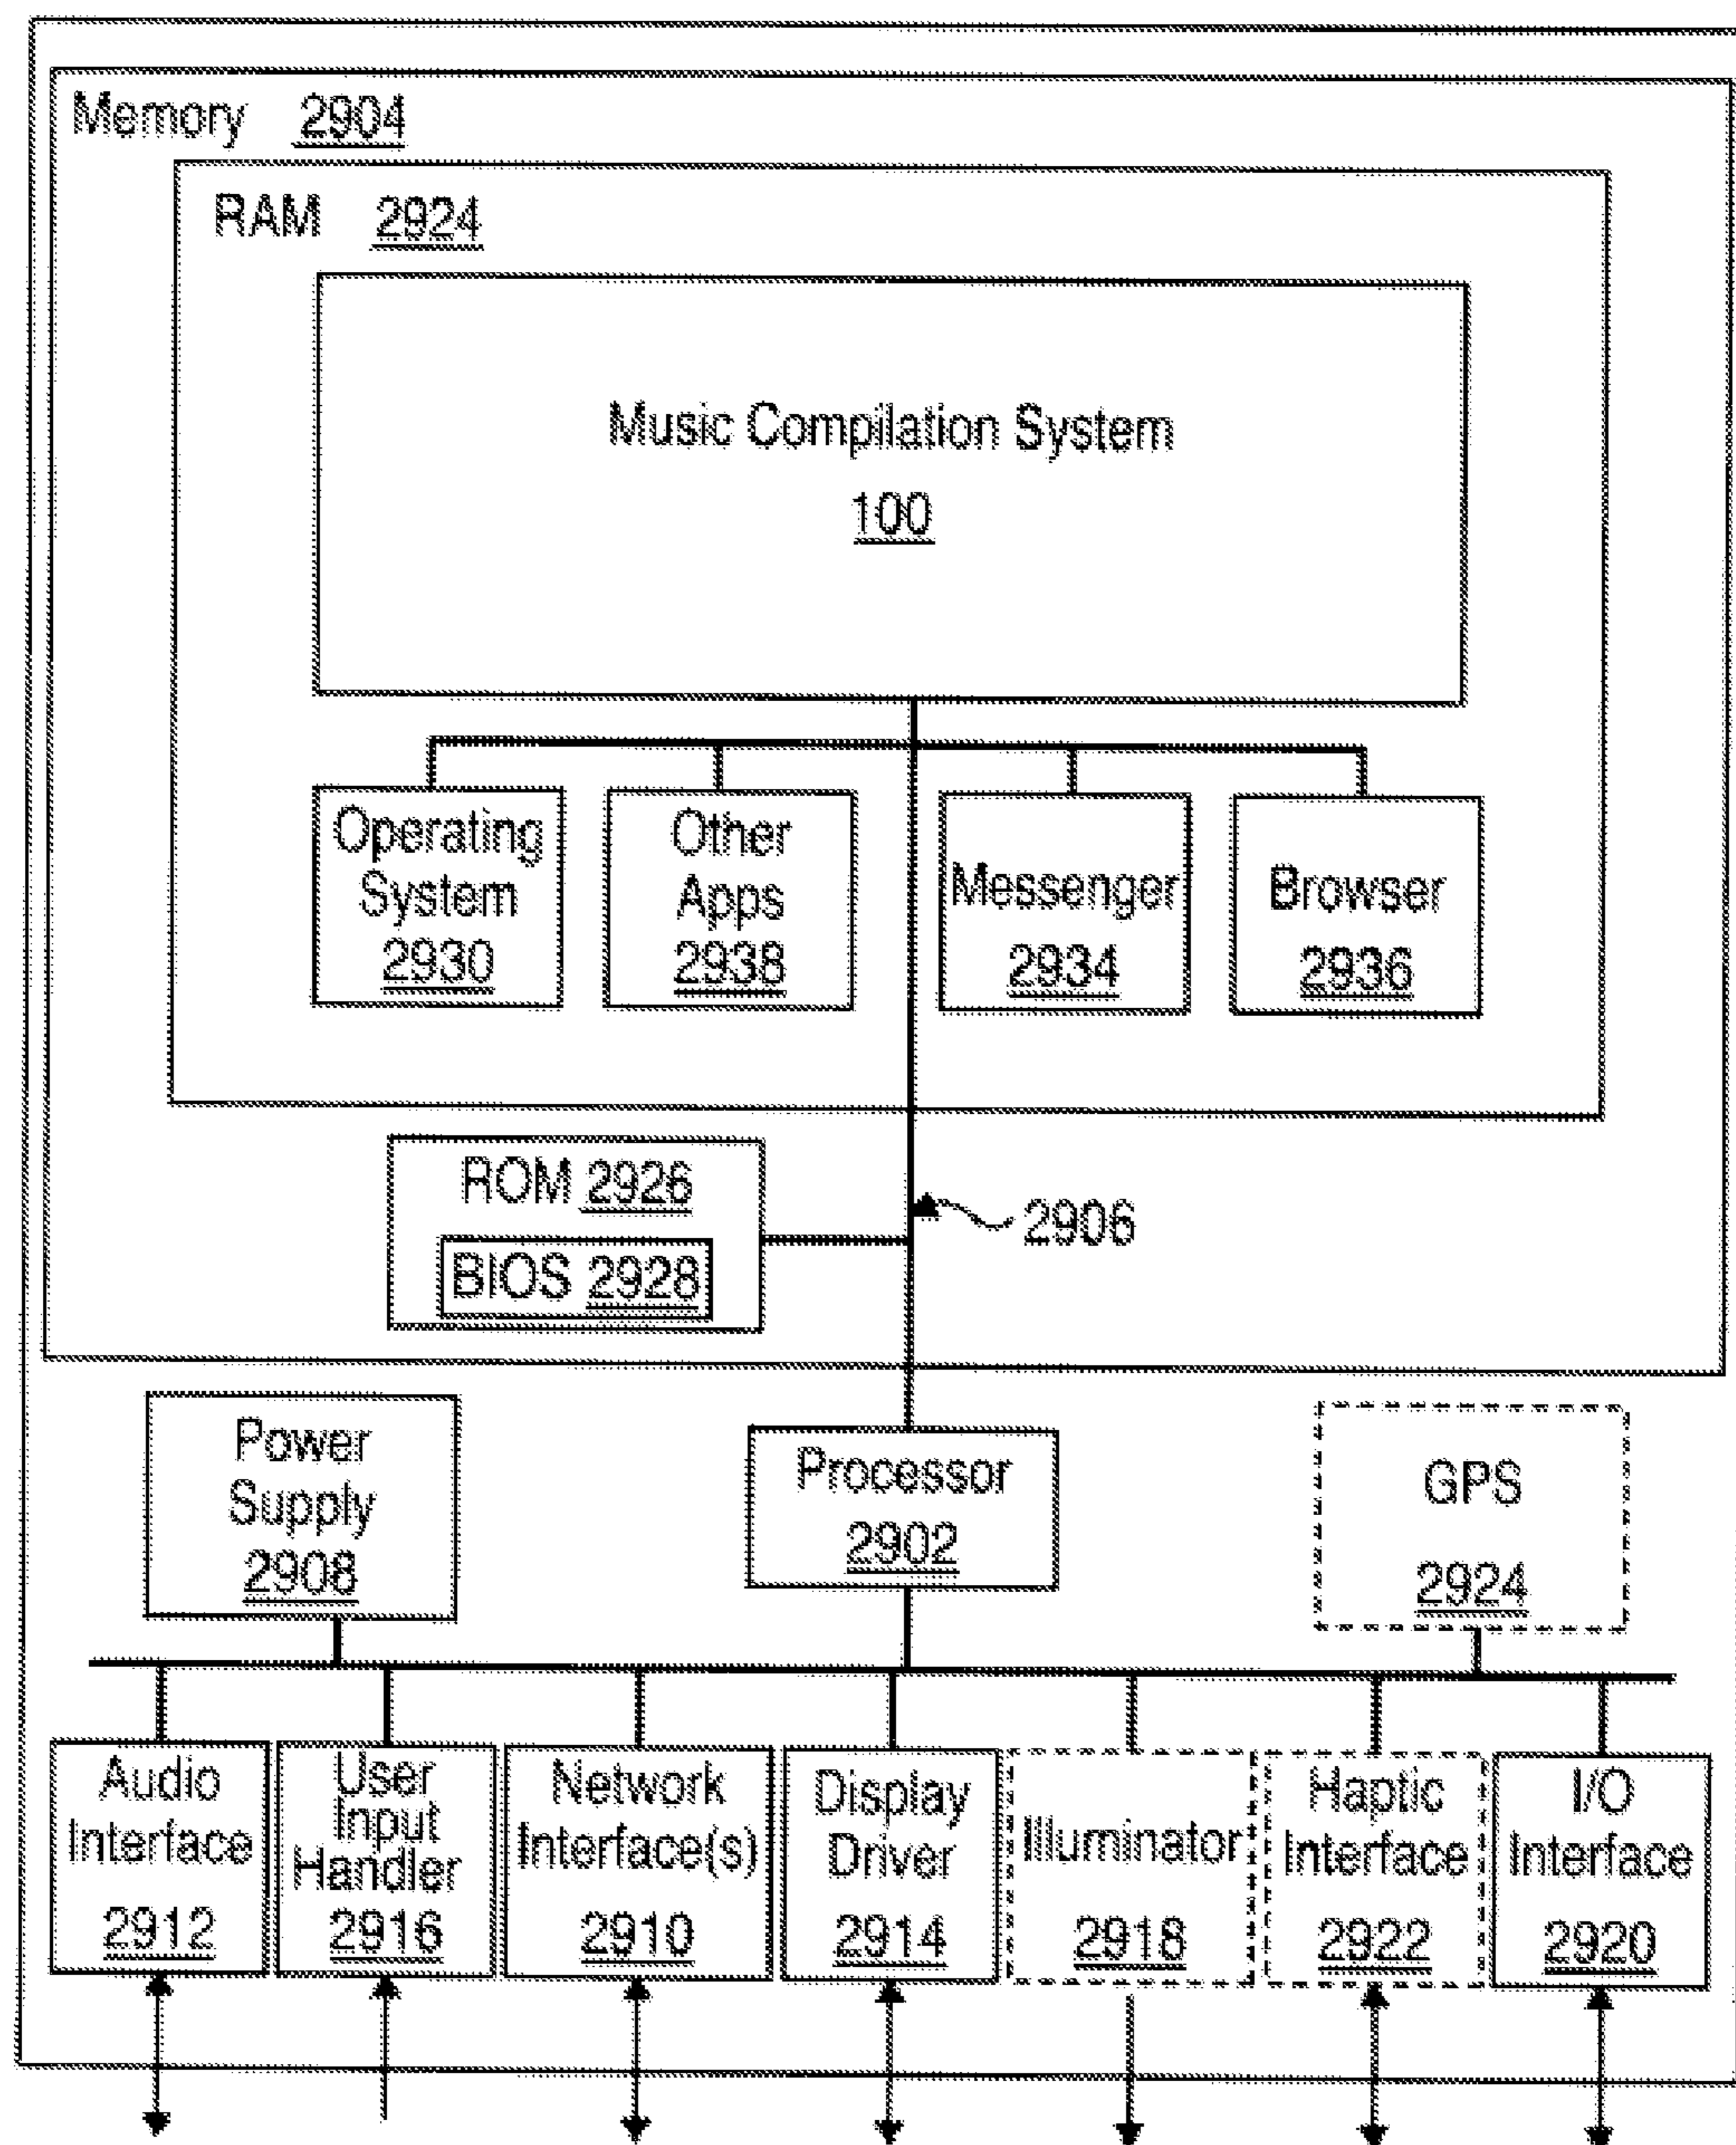 Memory 2904
RAM 2924
Music Compilation System
100
Operating
System
2930
Other
Apps
2938
Messenger
2934
Browser
2936
ROM 2926
BIOS 2928
2906
Power
Supply
2908
Processor
2902
GPS
2924
Audio
Interface
2912
User
Input
Handler
2916
Network
Interface(s)
2910
Display
Driver
2914
Illuminator
2918
Haptic
Interface
2922
I/O
Interface
2920